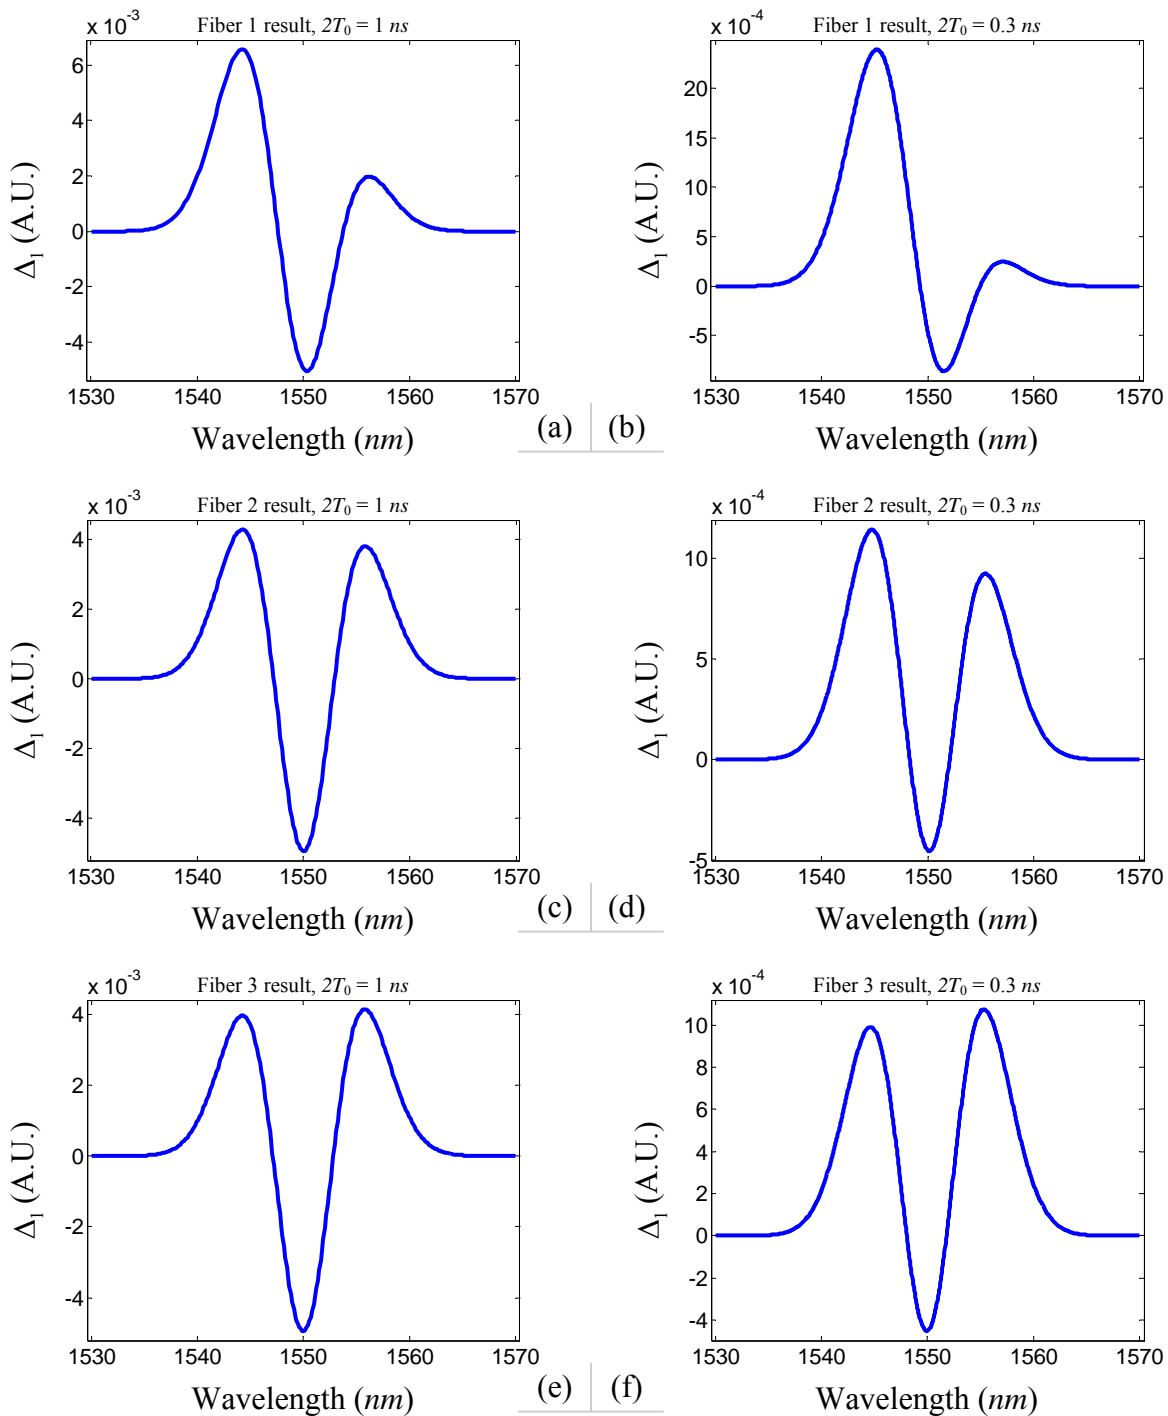 x 10^-3 Fiber 1 result, 2T0 = 1 ns
6
4
2
0
-2
-4
Δ1 (A.U.)
1530 1540 1550 1560 1570
Wavelength (nm)
(a)
x 10^-4 Fiber 1 result, 2T0 = 0.3 ns
20
15
10
5
0
-5
Δ1 (A.U.)
1530 1540 1550 1560 1570
Wavelength (nm)
(b)
x 10^-3 Fiber 2 result, 2T0 = 1 ns
4
2
0
-2
-4
Δ1 (A.U.)
1530 1540 1550 1560 1570
Wavelength (nm)
(c)
x 10^-4 Fiber 2 result, 2T0 = 0.3 ns
10
5
0
-5
Δ1 (A.U.)
1530 1540 1550 1560 1570
Wavelength (nm)
(d)
x 10^-3 Fiber 3 result, 2T0 = 1 ns
4
2
0
-2
-4
Δ1 (A.U.)
1530 1540 1550 1560 1570
Wavelength (nm)
(e)
x 10^-4 Fiber 3 result, 2T0 = 0.3 ns
10
8
6
4
2
0
-2
-4
Δ1 (A.U.)
1530 1540 1550 1560 1570
Wavelength (nm)
(f)